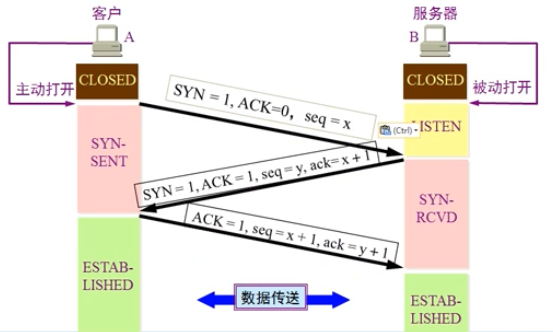 客户
服务器
A
B
主动打开
CLOSED
CLOSED
被动打开
SYN = 1, ACK=0, seq = x
(Ctrl)
LISTEN
SYN-
SENT
SYN = 1, ACK = 1, seq = y, ack= x + 1
SYN-
RCVD
ACK = 1, seq = x + 1, ack = y + 1
ESTAB-
LISHED
数据传送
ESTAB-
LISHED